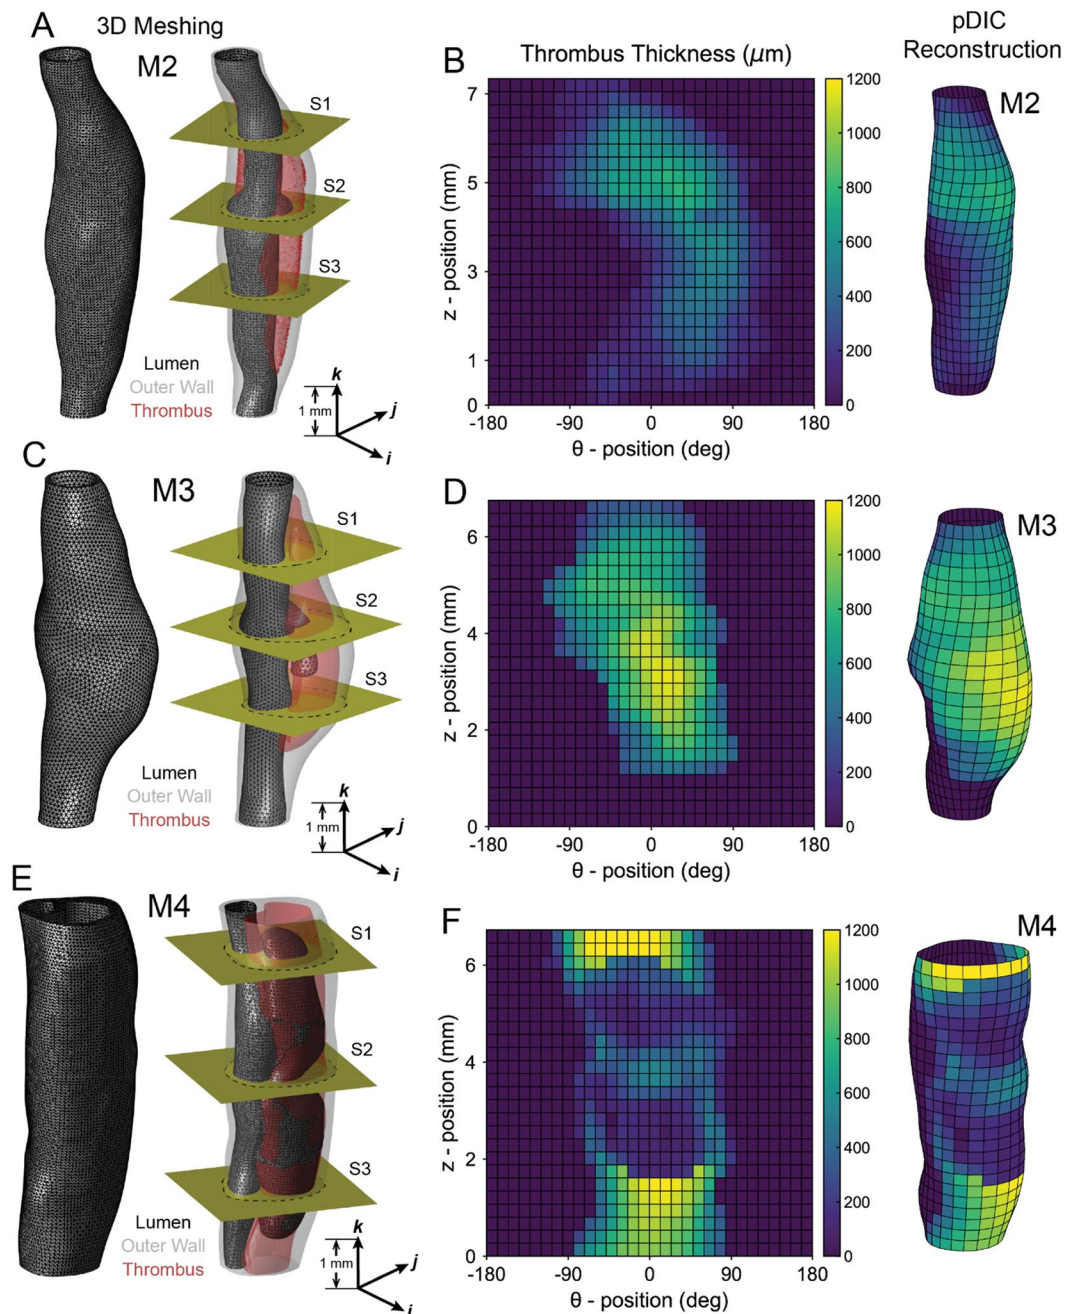 A
3D Meshing
M2
S1
S2
S3
Lumen
Outer Wall
Thrombus
k
1 mm
j
i
B
Thrombus Thickness (μm)
7
5
3
1
0
z - position (mm)
-180
-90
0
90
180
θ - position (deg)
1200
1000
800
600
400
200
0
pDIC
Reconstruction
M2
C
M3
S1
S2
S3
Lumen
Outer Wall
Thrombus
k
1 mm
j
i
D
6
4
2
0
z - position (mm)
-180
-90
0
90
180
θ - position (deg)
1200
1000
800
600
400
200
0
M3
E
M4
S1
S2
S3
Lumen
Outer Wall
Thrombus
k
1 mm
j
i
F
6
4
2
0
z - position (mm)
-180
-90
0
90
180
θ - position (deg)
1200
1000
800
600
400
200
0
M4